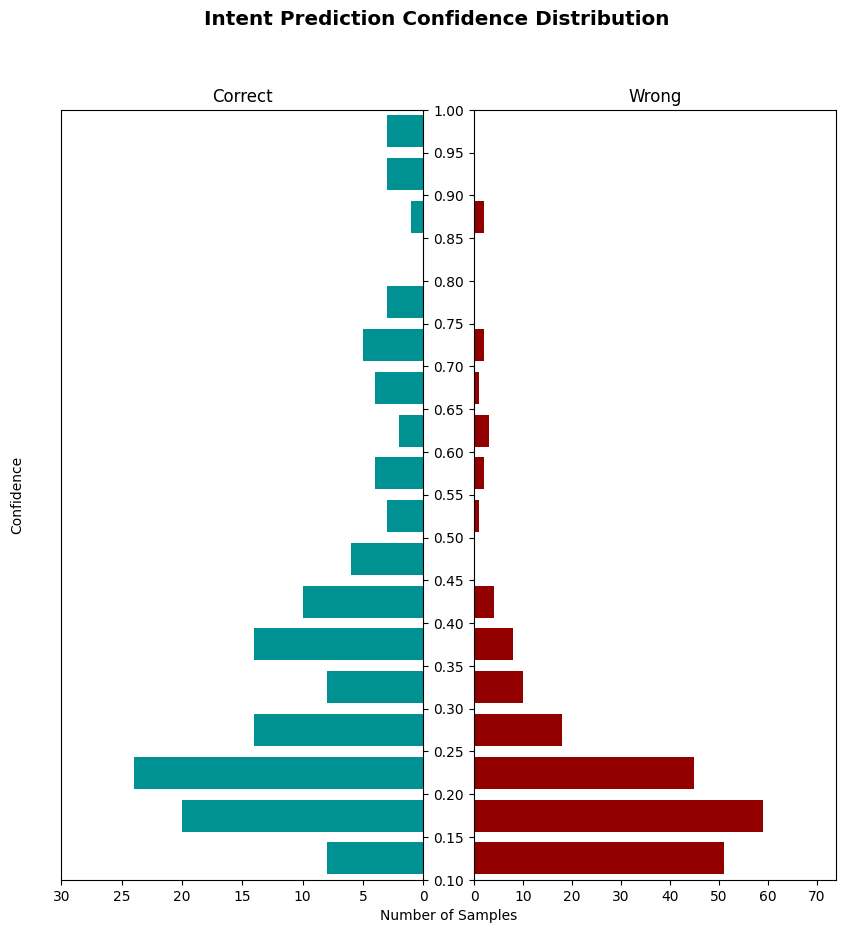 Intent Prediction Confidence Distribution
Correct
Wrong
Confidence
1.00
0.95
0.90
0.85
0.80
0.75
0.70
0.65
0.60
0.55
0.50
0.45
0.40
0.35
0.30
0.25
0.20
0.15
0.10
30 25 20 15 10 5 0
0 10 20 30 40 50 60 70
Number of Samples